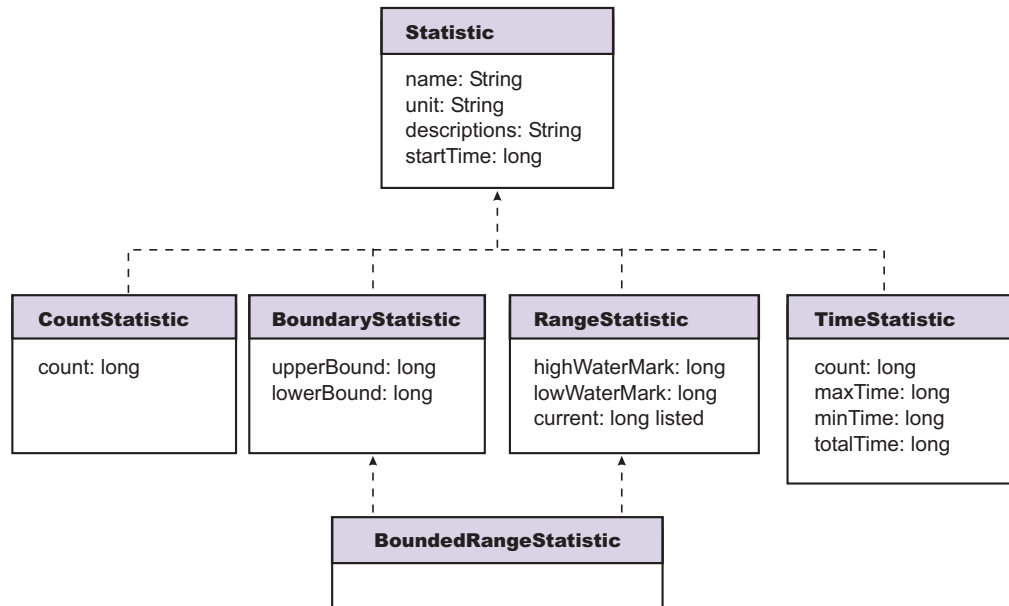 Statistic
name: String
unit: String
descriptions: String
startTime: long
CountStatistic
count: long
BoundaryStatistic
upperBound: long
lowerBound: long
RangeStatistic
highWaterMark: long
lowWaterMark: long
current: long listed
TimeStatistic
count: long
maxTime: long
minTime: long
totalTime: long
BoundedRangeStatistic